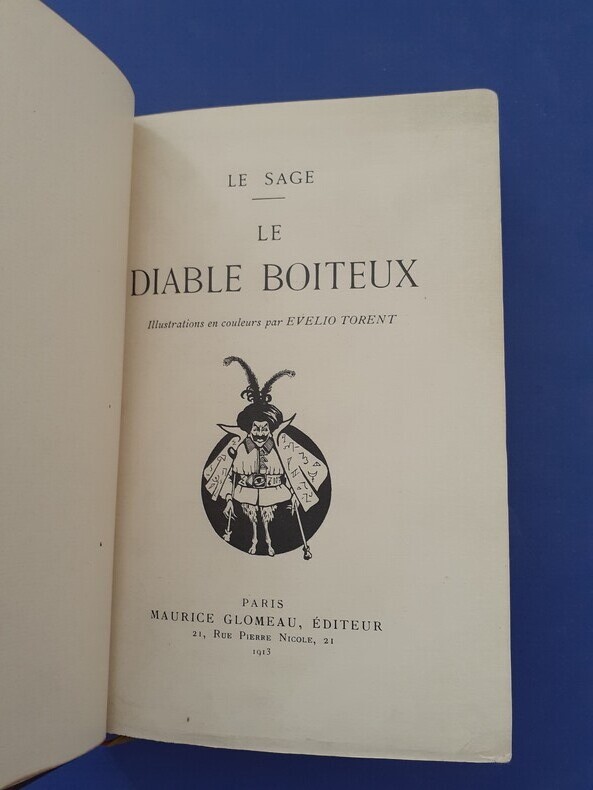 LE SAGE
LE
DIABLE BOITEUX
Illustrations en couleurs par EVELIO TORENT
PARIS
MAURICE GLOMEAU, ÉDITEUR
21, RUE PIERRE NICOLE, 21
1913